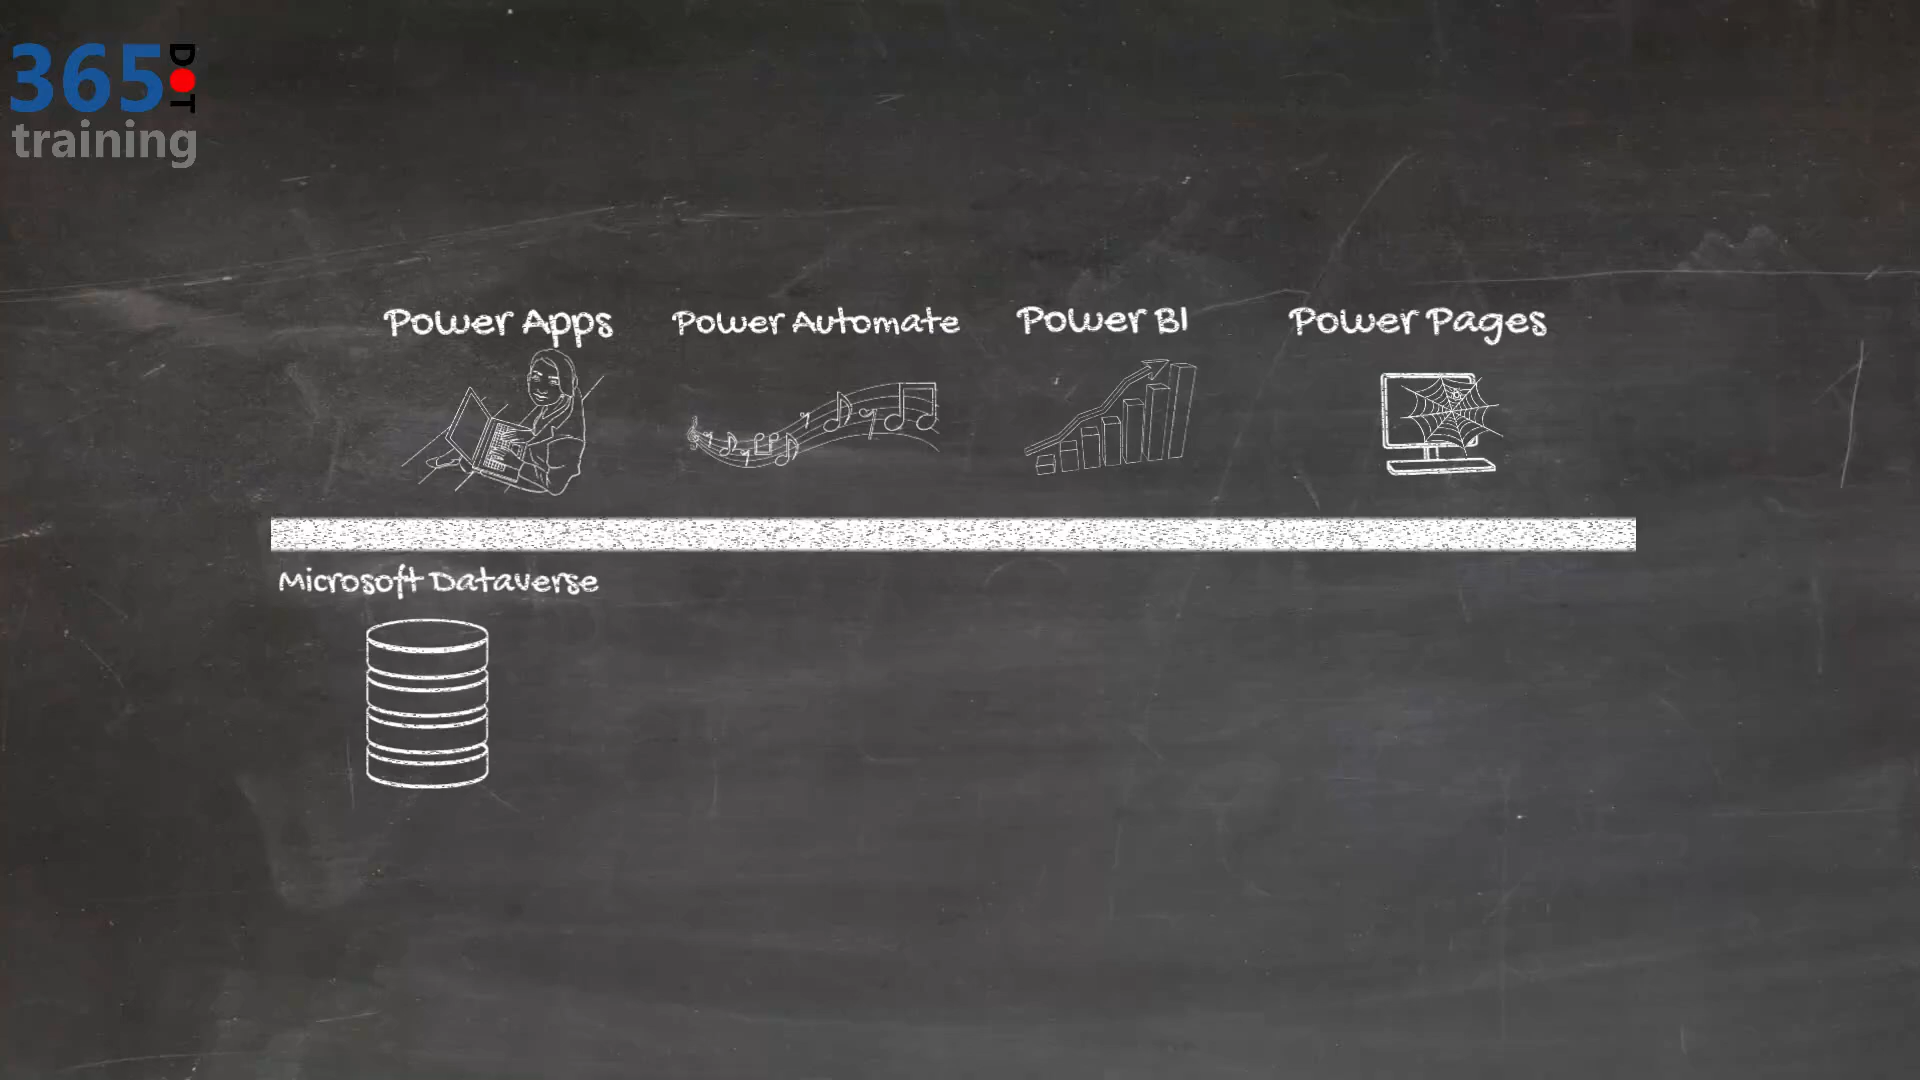 365 DOT
training
Power Apps
Power Automate
Power BI
Power Pages
Microsoft Dataverse